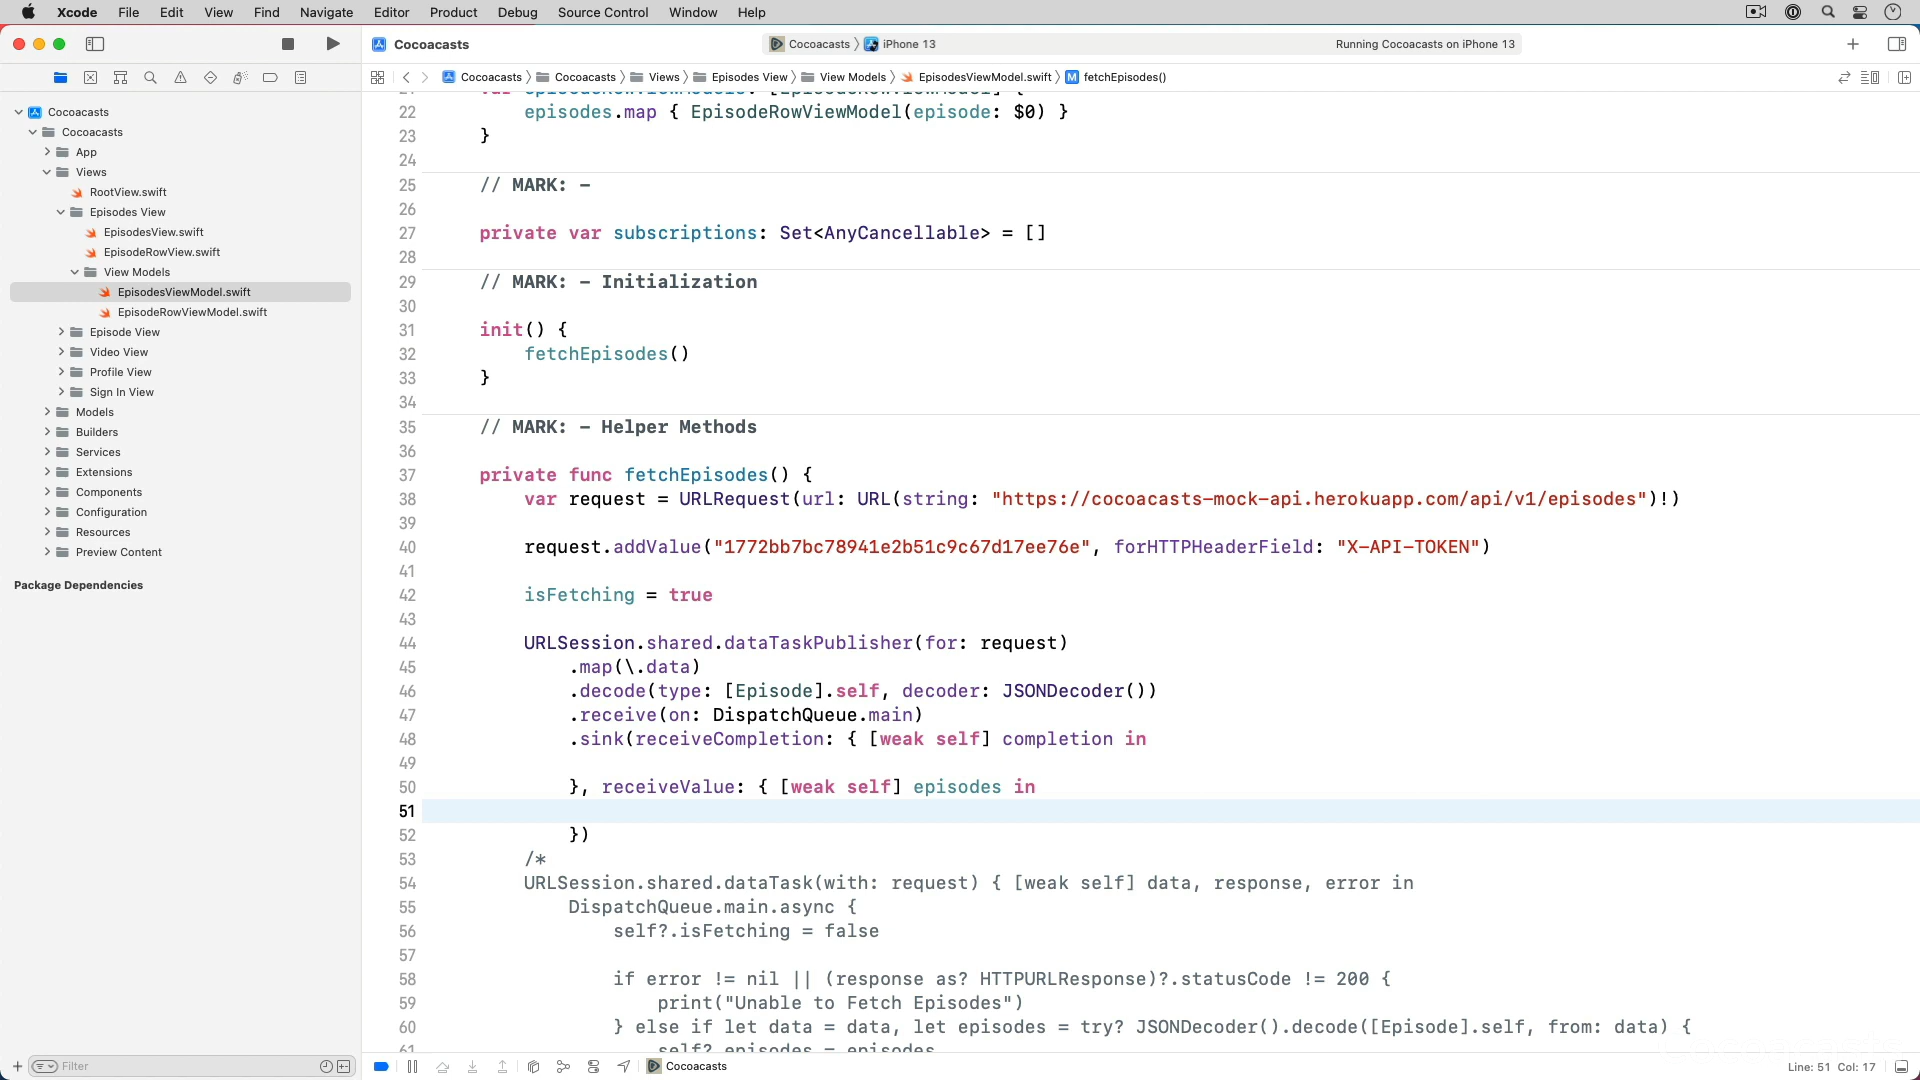 Xcode File Edit View Find Navigate Editor Product Debug Source Control Window Help
Cocoacasts
Cocoacasts iPhone 13
Running Cocoacasts on iPhone 13
Cocoacasts Cocoacasts Views Episodes View View Models EpisodesViewModel.swift M fetchEpisodes()
Cocoacasts
Cocoacasts
App
Views
RootView.swift
Episodes View
EpisodesView.swift
EpisodeRowView.swift
View Models
EpisodesViewModel.swift
EpisodeRowViewModel.swift
Episode View
Video View
Profile View
Sign In View
Models
Builders
Services
Extensions
Components
Configuration
Resources
Preview Content
Package Dependencies
Filter
22 episodes.map { EpisodeRowViewModel(episode: $0) }
23 }
24
25 // MARK: -
26
27 private var subscriptions: Set<AnyCancellable> = []
28
29 // MARK: - Initialization
30
31 init() {
32 fetchEpisodes()
33 }
34
35 // MARK: - Helper Methods
36
37 private func fetchEpisodes() {
38 var request = URLRequest(url: URL(string: "https://cocoacasts-mock-api.herokuapp.com/api/v1/episodes")!)
39
40 request.addValue("1772bb7bc78941e2b51c9c67d17ee76e", forHTTPHeaderField: "X-API-TOKEN")
41
42 isFetching = true
43
44 URLSession.shared.dataTaskPublisher(for: request)
45 .map(\.data)
46 .decode(type: [Episode].self, decoder: JSONDecoder())
47 .receive(on: DispatchQueue.main)
48 .sink(receiveCompletion: { [weak self] completion in
49
50 }, receiveValue: { [weak self] episodes in
51
52 })
53 /*
54 URLSession.shared.dataTask(with: request) { [weak self] data, response, error in
55 DispatchQueue.main.async {
56 self?.isFetching = false
57
58 if error != nil || (response as? HTTPURLResponse)?.statusCode != 200 {
59 print("Unable to Fetch Episodes")
60 } else if let data = data, let episodes = try? JSONDecoder().decode([Episode].self, from: data) {
61 self?.episodes = episodes
Cocoacasts
Line: 51 Col: 17